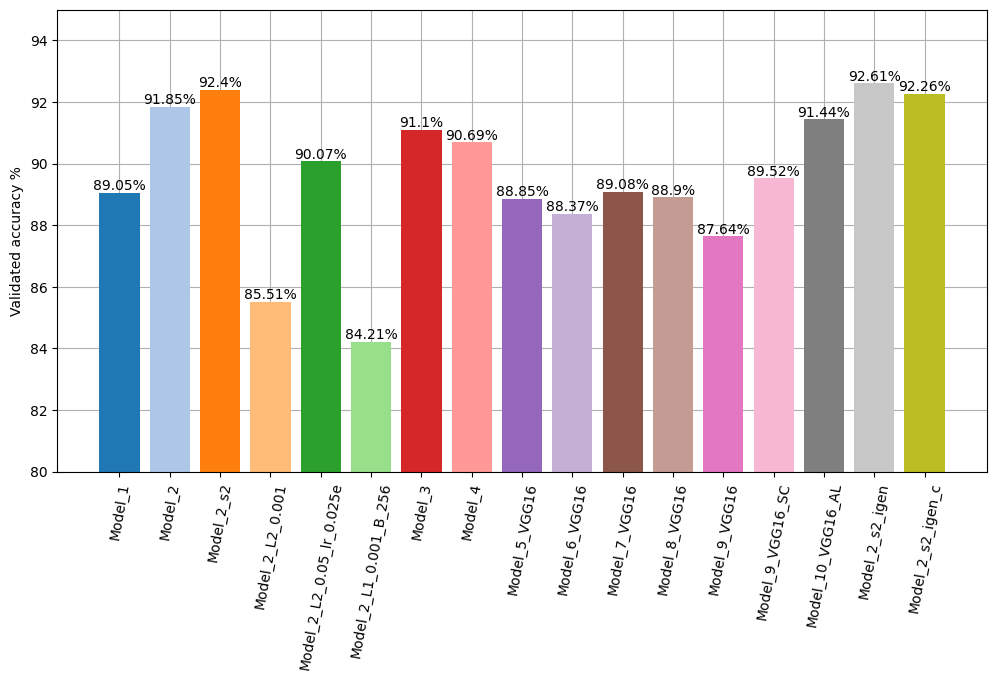 Validated accuracy %
94
92
90
88
86
84
82
80
89.05%
91.85%
92.4%
85.51%
90.07%
84.21%
91.1%
90.69%
88.85%
88.37%
89.08%
88.9%
87.64%
89.52%
91.44%
92.61%
92.26%
Model_1
Model_2
Model_2_s2
Model_2_L2_0.001
Model_2_L2_0.05_lr_0.025e
Model_2_L1_0.001_B_256
Model_3
Model_4
Model_5_VGG16
Model_6_VGG16
Model_7_VGG16
Model_8_VGG16
Model_9_VGG16
Model_9_VGG16_SC
Model_10_VGG16_AL
Model_2_s2_igen
Model_2_s2_igen_c